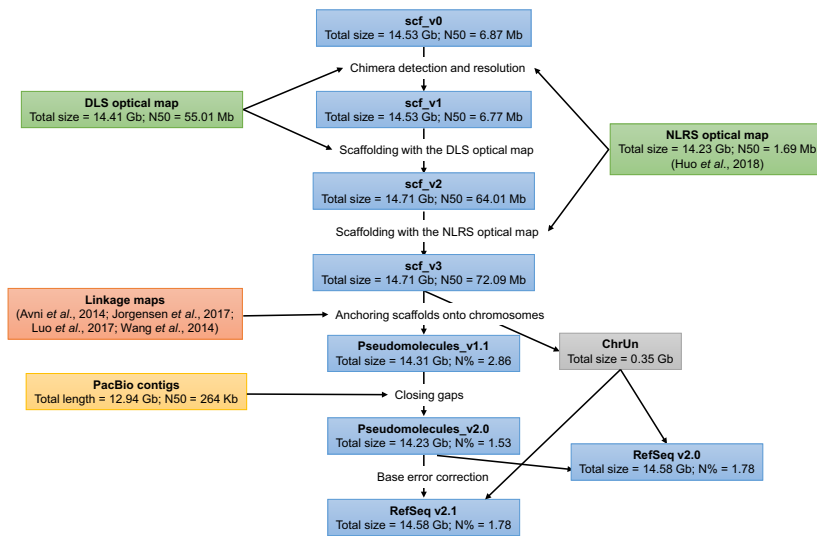 scf_v0
Total size = 14.53 Gb; N50 = 6.87 Mb
Chimera detection and resolution
DLS optical map
Total size = 14.41 Gb; N50 = 55.01 Mb
scf_v1
Total size = 14.53 Gb; N50 = 6.77 Mb
NLRS optical map
Total size = 14.23 Gb; N50 = 1.69 Mb
(Huo et al., 2018)
Scaffolding with the DLS optical map
scf_v2
Total size = 14.71 Gb; N50 = 64.01 Mb
Scaffolding with the NLRS optical map
scf_v3
Total size = 14.71 Gb; N50 = 72.09 Mb
Linkage maps
(Avni et al., 2014; Jorgensen et al., 2017;
Luo et al., 2017; Wang et al., 2014)
Anchoring scaffolds onto chromosomes
Pseudomolecules_v1.1
Total size = 14.31 Gb; N% = 2.86
ChrUn
Total size = 0.35 Gb
PacBio contigs
Total length = 12.94 Gb; N50 = 264 Kb
Closing gaps
Pseudomolecules_v2.0
Total size = 14.23 Gb; N% = 1.53
RefSeq v2.0
Total size = 14.58 Gb; N% = 1.78
Base error correction
RefSeq v2.1
Total size = 14.58 Gb; N% = 1.78